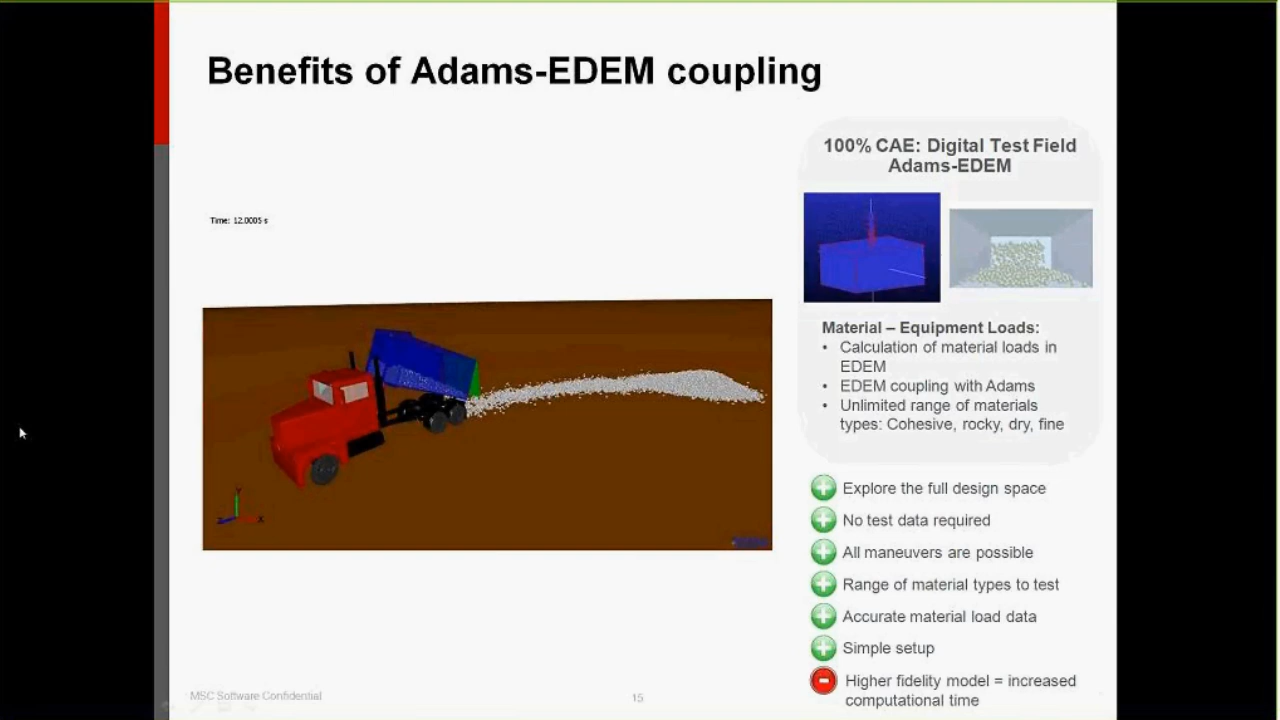 Benefits of Adams-EDEM coupling
100% CAE: Digital Test Field
Adams-EDEM
Time: 12.0005 s
Material – Equipment Loads:
• Calculation of material loads in
EDEM
• EDEM coupling with Adams
• Unlimited range of materials
types: Cohesive, rocky, dry, fine
Explore the full design space
No test data required
All maneuvers are possible
Range of material types to test
Accurate material load data
Simple setup
Higher fidelity model = increased
computational time
Y
Z X
MSC Software Confidential
15